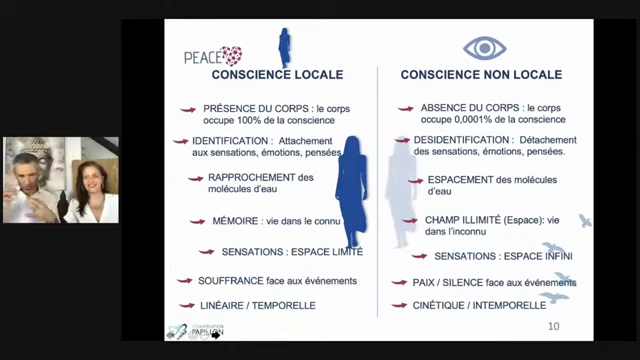 PEACE
CONSCIENCE LOCALE
PRÉSENCE DU CORPS : le corps
occupe 100% de la conscience
IDENTIFICATION : Attachement
aux sensations, émotions, pensées
RAPPROCHEMENT des
molécules d'eau
MÉMOIRE : vie dans le connu
SENSATIONS : ESPACE LIMITÉ
SOUFFRANCE face aux événements
LINÉAIRE / TEMPORELLE
CONSCIENCE NON LOCALE
ABSENCE DU CORPS : le corps
occupe 0,0001% de la conscience
DESIDENTIFICATION : Détachement
des sensations, émotions, pensées.
ESPACEMENT des molécules
d'eau
CHAMP ILLIMITÉ (Espace): vie
dans l'inconnu
SENSATIONS : ESPACE INFINI
PAIX / SILENCE face aux événements
CINÉTIQUE / INTEMPORELLE
PAPILLON
10